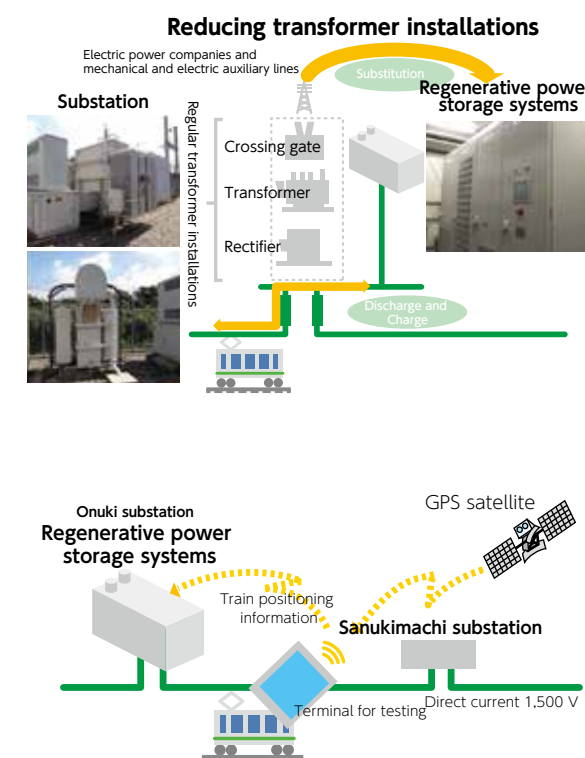 Reducing transformer installations
Electric power companies and
mechanical and electric auxiliary lines
Substitution
Substation
Regenerative power
storage systems
Regular transformer installations
Crossing gate
Transformer
Rectifier
Discharge and
Charge
Onuki substation
Regenerative power
storage systems
GPS satellite
Train positioning
information
Sanukimachi substation
Terminal for testing
Direct current 1,500 V